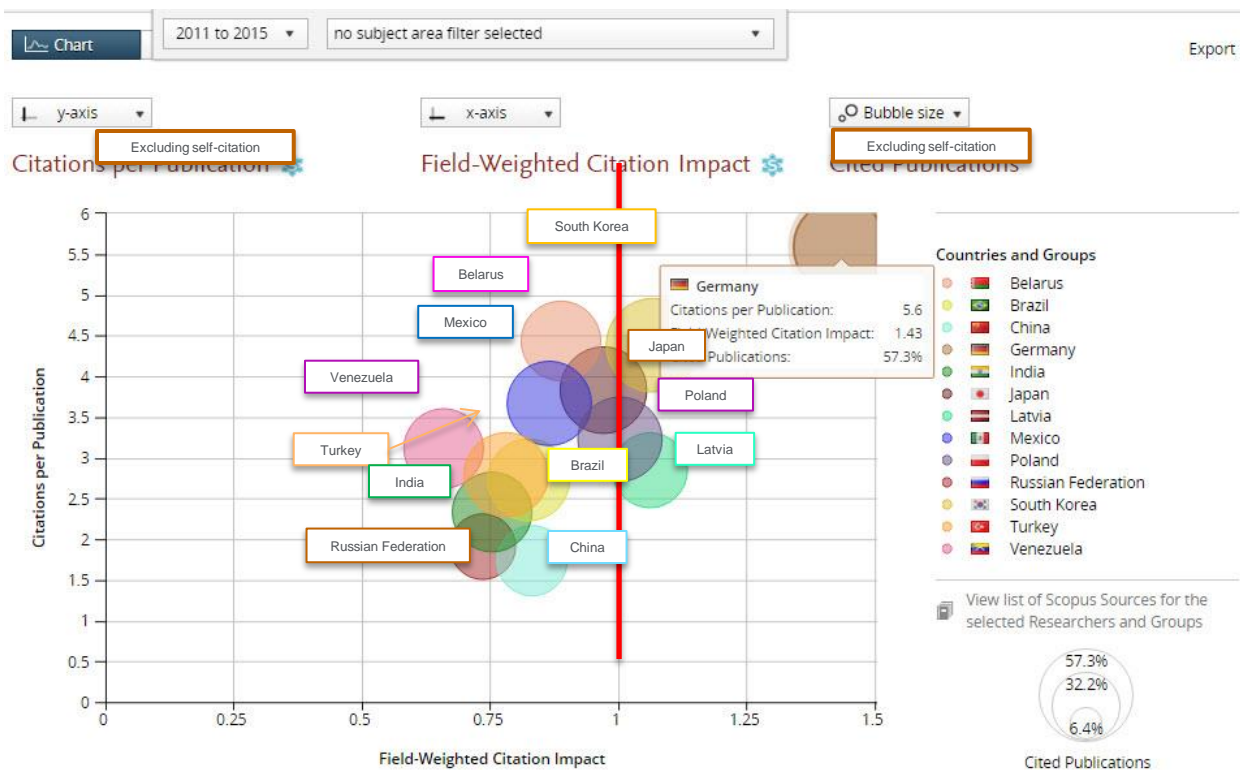 Chart
2011 to 2015
no subject area filter selected
Export
y-axis
x-axis
Bubble size
Excluding self-citation
Excluding self-citation
Citations per Publication
Field-Weighted Citation Impact
Cited Publications
South Korea
Belarus
Mexico
Venezuela
Turkey
India
Russian Federation
China
Brazil
Latvia
Poland
Japan
Germany
Citations per Publication: 5.6
Field-Weighted Citation Impact: 1.43
Publications: 57.3%
6
5.5
5
4.5
4
3.5
3
2.5
2
1.5
1
0.5
0
Citations per Publication
0 0.25 0.5 0.75 1 1.25 1.5
Field-Weighted Citation Impact
Countries and Groups
Belarus
Brazil
China
Germany
India
Japan
Latvia
Mexico
Poland
Russian Federation
South Korea
Turkey
Venezuela
View list of Scopus Sources for the
selected Researchers and Groups
57.3%
32.2%
6.4%
Cited Publications